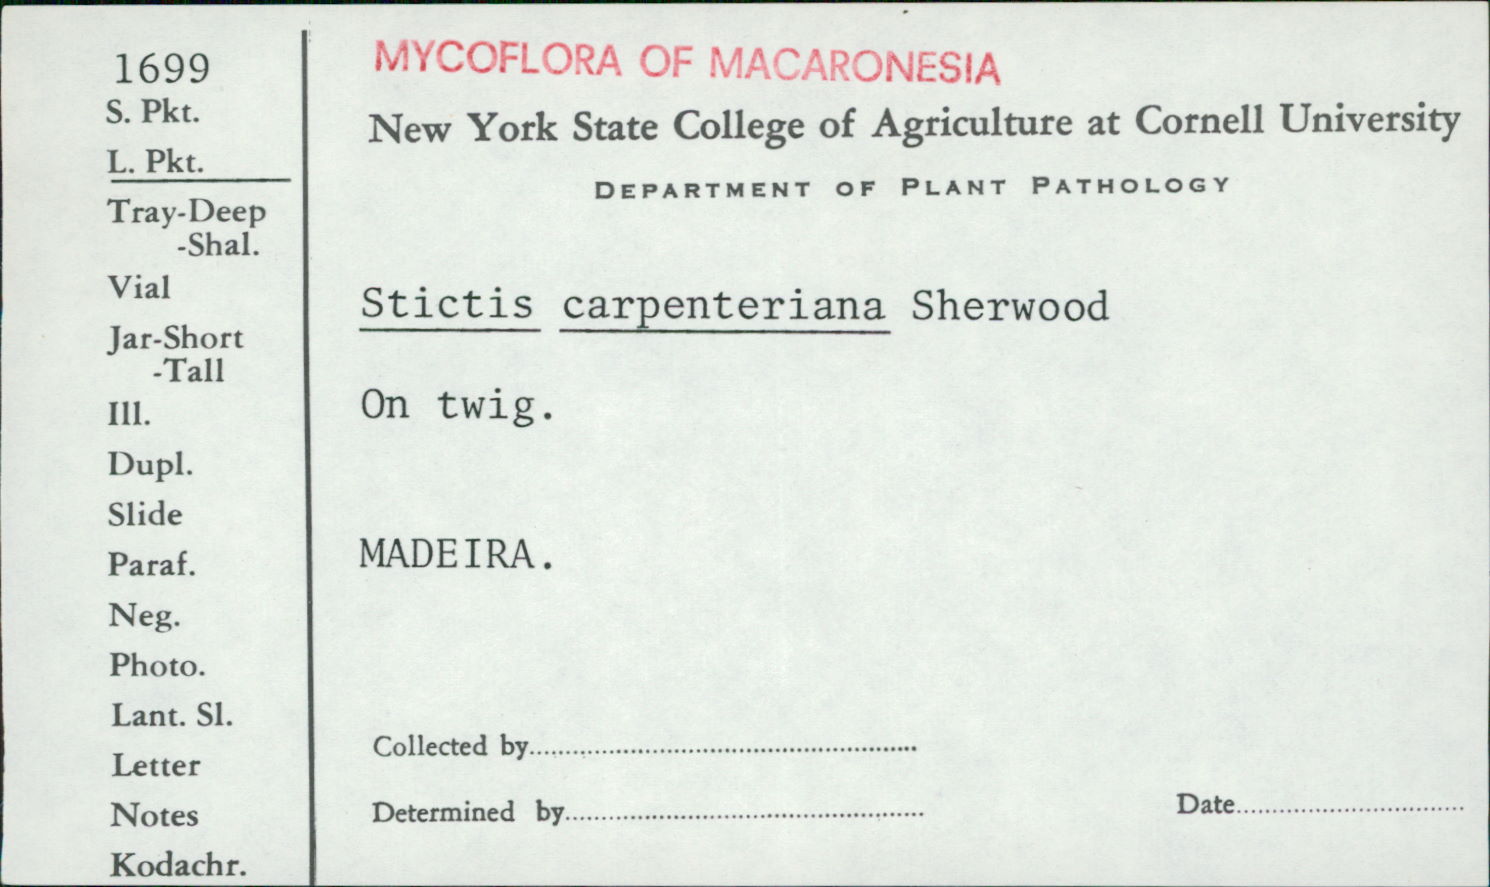 1699
S. Pkt.
L. Pkt.
Tray-Deep
-Shal.
Vial
Jar-Short
-Tall
Ill.
Dupl.
Slide
Paraf.
Neg.
Photo.
Lant. Sl.
Letter
Notes
Kodachr.
MYCOFLORA OF MACARONESIA
New York State College of Agriculture at Cornell University
DEPARTMENT OF PLANT PATHOLOGY
Stictis carpenteriana Sherwood
On twig.
MADEIRA.
Collected by
Determined by
Date